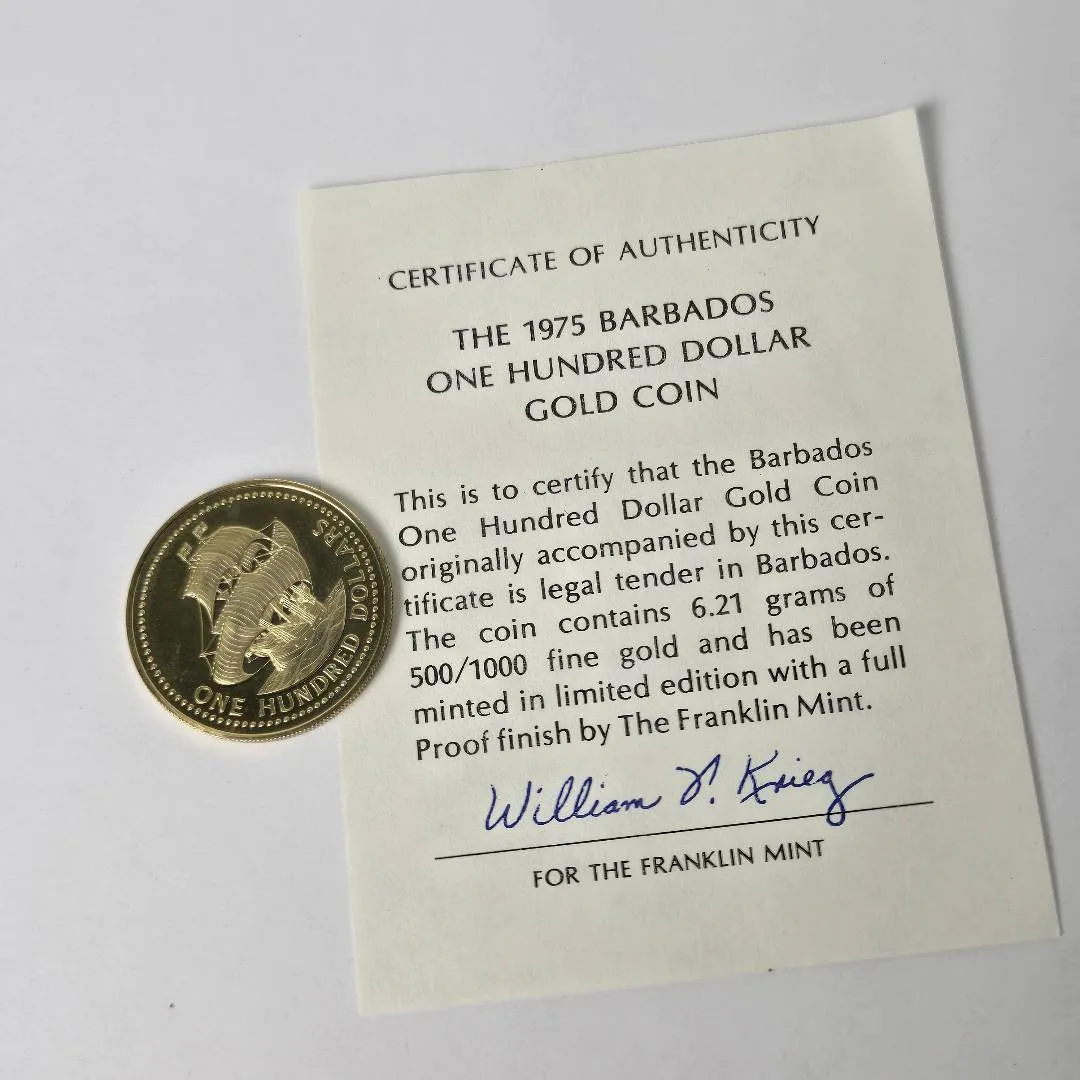 CERTIFICATE OF AUTHENTICITY
THE 1975 BARBADOS
ONE HUNDRED DOLLAR
GOLD COIN
This is to certify that the Barbados
One Hundred Dollar Gold Coin
originally accompanied by this cer-
tificate is legal tender in Barbados.
The coin contains 6.21 grams of
500/1000 fine gold and has been
minted in limited edition with a full
Proof finish by The Franklin Mint.
William T. Krieg
FOR THE FRANKLIN MINT
ONE HUNDRED DOLLARS